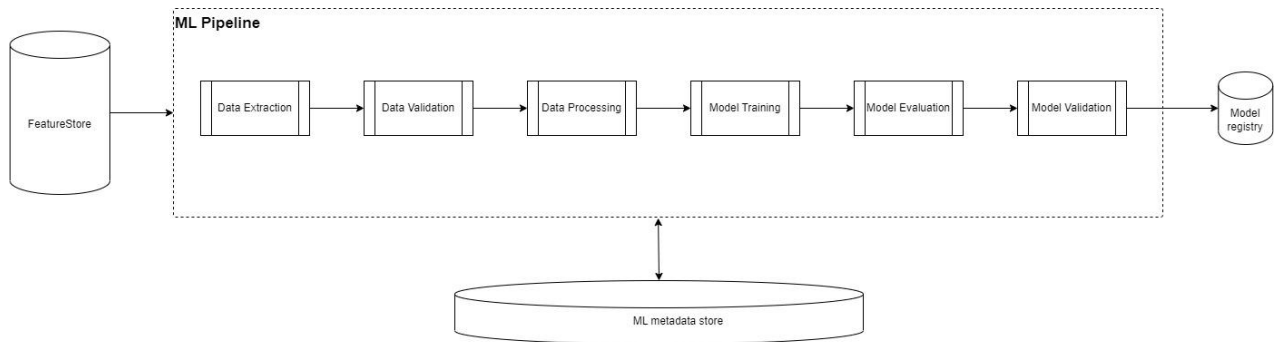 ML Pipeline
FeatureStore
Data Extraction
Data Validation
Data Processing
Model Training
Model Evaluation
Model Validation
Model
registry
ML metadata store